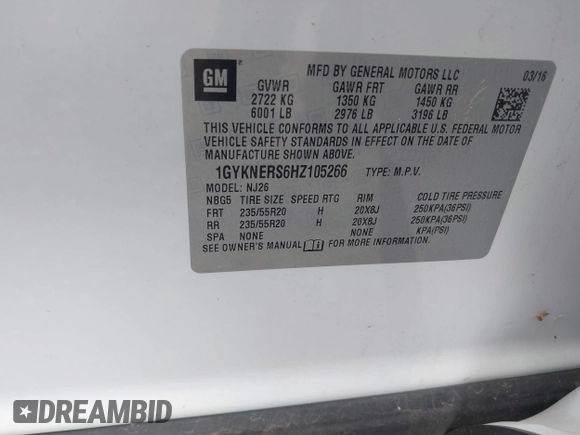 GM
MFD BY GENERAL MOTORS LLC 03/16
GVWR GAWR FRT GAWR RR
2722 KG 1350 KG 1450 KG
6001 LB 2976 LB 3196 LB
THIS VEHICLE CONFORMS TO ALL APPLICABLE U.S. FEDERAL MOTOR
VEHICLE SAFETY STANDARDS IN EFFECT ON THE DATE OF
MANUFACTURE SHOWN ABOVE.
1GYKNERS6HZ105266 TYPE: M.P.V.
MODEL: NJ26
NBG5 TIRE SIZE SPEED RTG RIM COLD TIRE PRESSURE
FRT 235/55R20 H 20X8J 250KPA(36PSI)
RR 235/55R20 H 20X8J 250KPA(36PSI)
SPA NONE NONE KPA(PSI)
SEE OWNER'S MANUAL FOR MORE INFORMATION.
DREAMBID